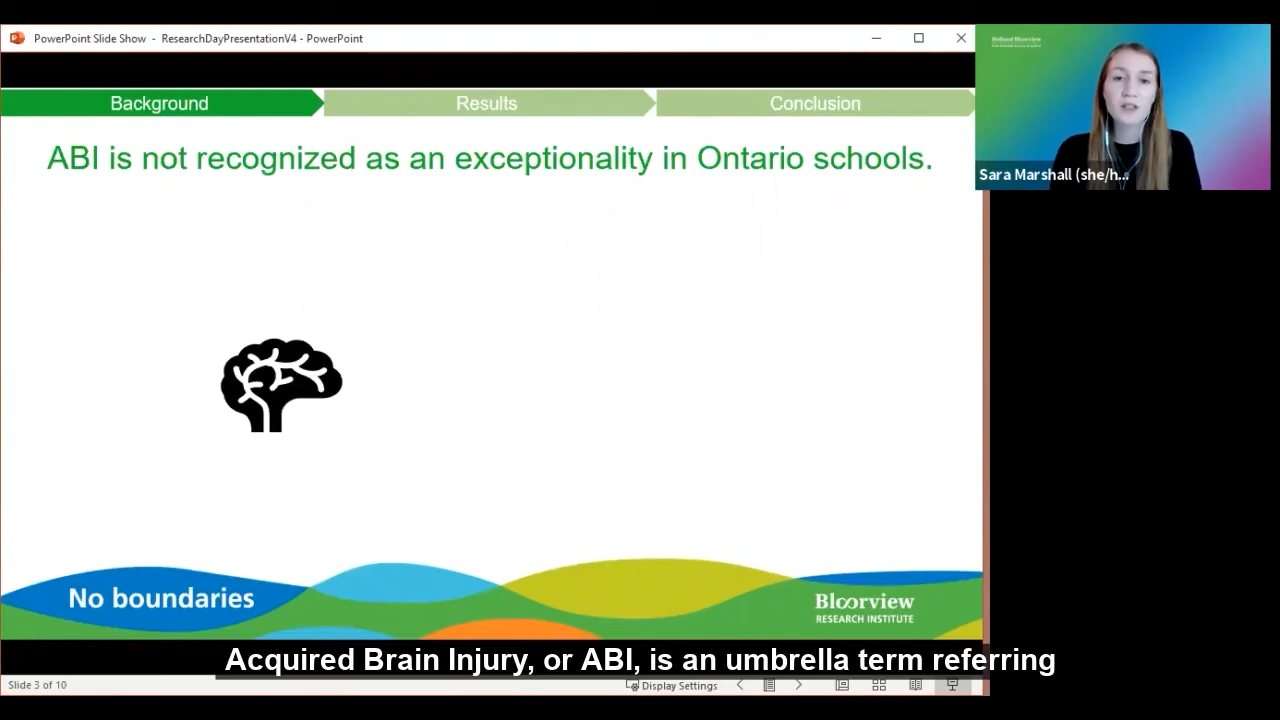 PowerPoint Slide Show - ResearchDayPresentationV4 - PowerPoint
Holland Bloorview
Background
Results
Conclusion
ABI is not recognized as an exceptionality in Ontario schools.
Sara Marshall (she/h...
No boundaries
Bloorview
RESEARCH INSTITUTE
Acquired Brain Injury, or ABI, is an umbrella term referring
Slide 3 of 10
Display Settings